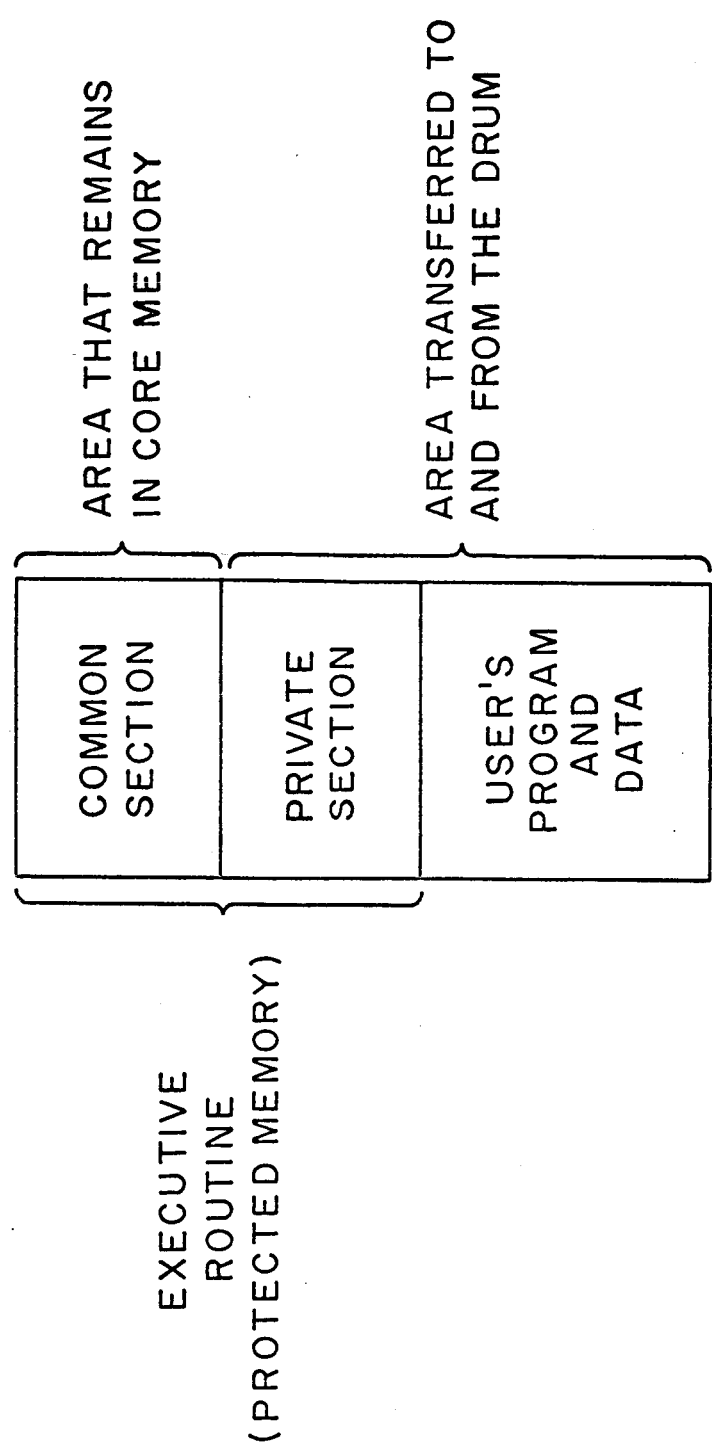 EXECUTIVE
ROUTINE
(PROTECTED MEMORY)
COMMON
SECTION
PRIVATE
SECTION
USER'S
PROGRAM
AND
DATA
AREA THAT REMAINS
IN CORE MEMORY
AREA TRANSFERRED TO
AND FROM THE DRUM